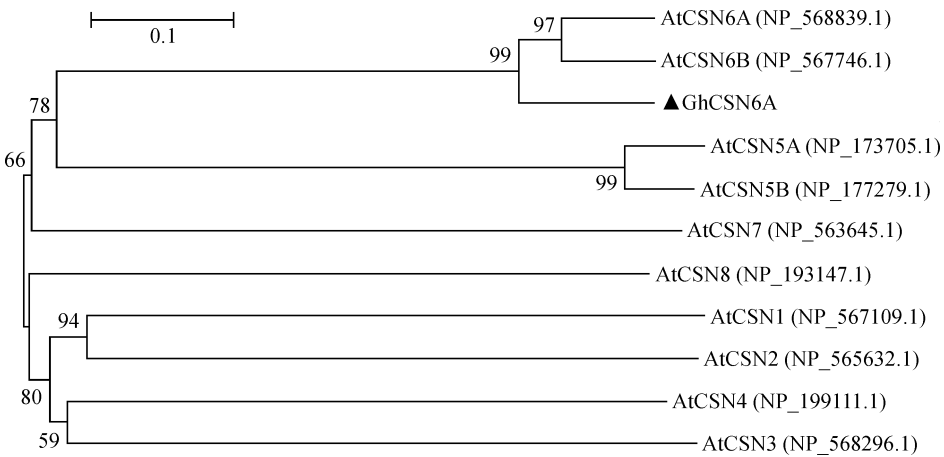 AtCSN6A (NP_568839.1)
97
0.1
99
AtCSN6B (NP_567746.1)
▲GhCSN6A
78
AtCSN5A (NP_173705.1)
66
99
AtCSN5B (NP_177279.1)
AtCSN7 (NP_563645.1)
AtCSN8 (NP_193147.1)
94
AtCSN1 (NP_567109.1)
AtCSN2 (NP_565632.1)
80
AtCSN4 (NP_199111.1)
59
AtCSN3 (NP_568296.1)